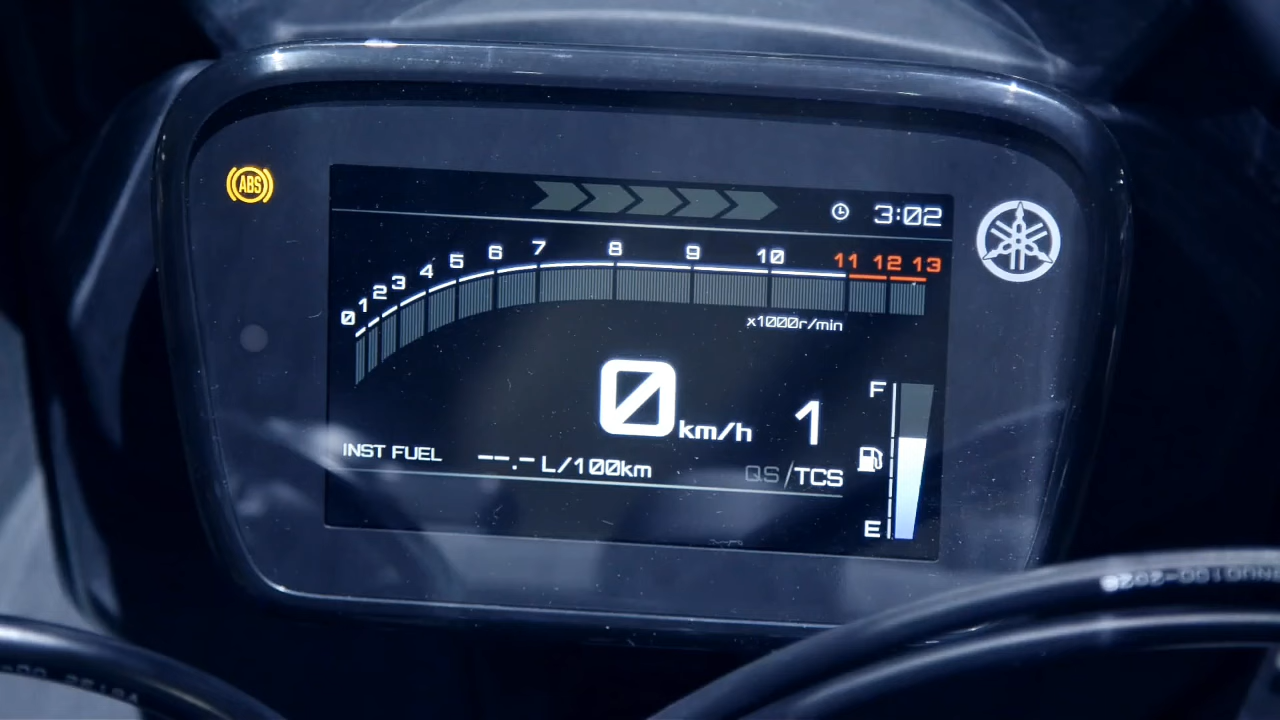 ABS
3:02
0 1 2 3 4 5 6 7 8 9 10 11 12 13
x1000r/min
0 km/h
1
F
INST FUEL --.- L/100km
QS/TCS
E